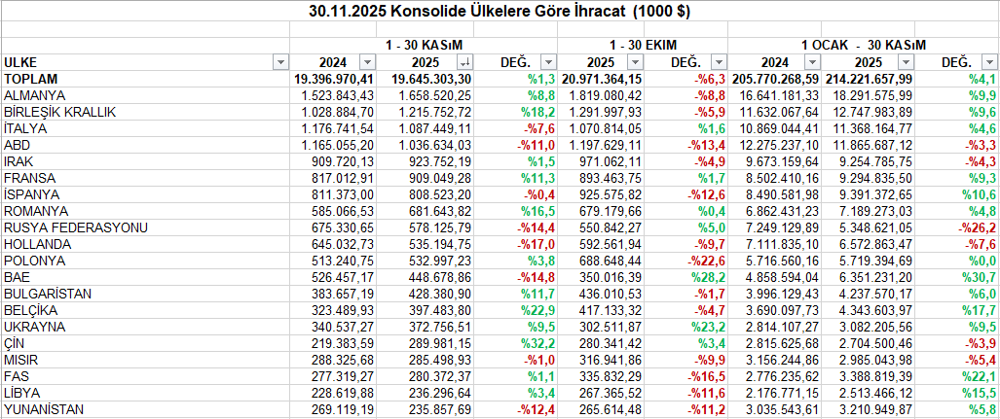 30.11.2025 Konsolide Ülkelere Göre İhracat (1000 $)
1 - 30 KASıM 1 - 30 EKIM 1 OCAK - 30 KASıM
ULKE 2024 2025 DEĞ. 2025 DEĞ. 2024 2025 DEĞ.
TOPLAM 19.396.970,41 19.645.303,30 %1,3 20.971.364,15 -%6,3 205.770.268,59 214.221.657,99 %4,1
ALMANYA 1.523.843,43 1.658.520,25 %8,8 1.819.080,42 -%8,8 16.641.181,33 18.291.575,99 %9,9
BİRLEŞİK KRALLIK 1.028.884,70 1.215.752,72 %18,2 1.291.997,93 -%5,9 11.632.067,64 12.747.983,89 %9,6
İTALYA 1.176.741,54 1.087.449,11 -%7,6 1.070.814,05 %1,6 10.869.044,41 11.368.164,77 %4,6
ABD 1.165.055,20 1.036.634,03 -%11,0 1.197.629,11 -%13,4 12.275.237,10 11.865.687,12 -%3,3
IRAK 909.720,13 923.752,19 %1,5 971.062,11 -%4,9 9.673.159,64 9.254.785,75 -%4,3
FRANSA 817.012,91 909.049,28 %11,3 893.463,75 %1,7 8.502.410,16 9.294.835,50 %9,3
İSPANYA 811.373,00 808.523,20 -%0,4 925.575,82 -%12,6 8.490.581,98 9.391.372,65 %10,6
ROMANYA 585.066,53 681.643,82 %16,5 679.179,66 %0,4 6.862.431,23 7.189.273,03 %4,8
RUSYA FEDERASYONU 675.330,65 578.125,79 -%14,4 550.842,27 %5,0 7.249.129,89 5.348.621,05 -%26,2
HOLLANDA 645.032,73 535.194,75 -%17,0 592.561,94 -%9,7 7.111.835,10 6.572.863,47 -%7,6
POLONYA 513.240,75 532.997,23 %3,8 688.648,44 -%22,6 5.716.560,16 5.719.394,69 %0,0
BAE 526.457,17 448.678,86 -%14,8 350.016,39 %28,2 4.858.594,04 6.351.231,20 %30,7
BULGARİSTAN 383.657,19 428.380,90 %11,7 436.010,53 -%1,7 3.996.129,43 4.237.570,17 %6,0
BELÇİKA 323.489,93 397.483,80 %22,9 417.133,32 -%4,7 3.690.097,73 4.343.603,97 %17,7
UKRAYNA 340.537,27 372.756,51 %9,5 302.511,87 %23,2 2.814.107,27 3.082.205,56 %9,5
ÇİN 219.383,59 289.981,15 %32,2 280.341,42 %3,4 2.815.625,68 2.704.500,46 -%3,9
MISIR 288.325,68 285.498,93 -%1,0 316.941,86 -%9,9 3.156.244,86 2.985.043,98 -%5,4
FAS 277.319,27 280.372,37 %1,1 335.832,29 -%16,5 2.776.235,62 3.388.819,39 %22,1
LİBYA 228.619,88 236.296,64 %3,4 267.365,52 -%11,6 2.176.771,15 2.513.466,12 %15,5
YUNANİSTAN 269.119,19 235.857,69 -%12,4 265.614,48 -%11,2 3.035.543,61 3.210.949,87 %5,8